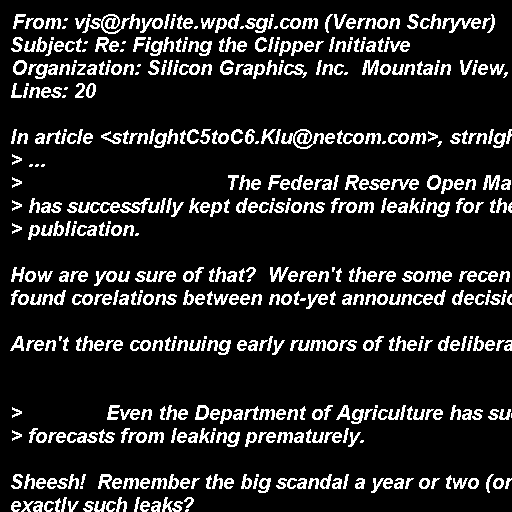 From: vjs@rhyolite.wpd.sgi.com (Vernon Schryver)
Subject: Re: Fighting the Clipper Initiative
Organization: Silicon Graphics, Inc.  Mountain View,
Lines: 20

In article <strnlghtC5toC6.KIu@netcom.com>, strnlgh
> ...
>                                     The Federal Reserve Open Ma
> has successfully kept decisions from leaking for the
> publication.

How are you sure of that?  Weren't there some recen
found corelations between not-yet announced decisio

Aren't there continuing early rumors of their delibera


>               Even the Department of Agriculture has su
> forecasts from leaking prematurely.

Sheesh!  Remember the big scandal a year or two (or
exactly such leaks?